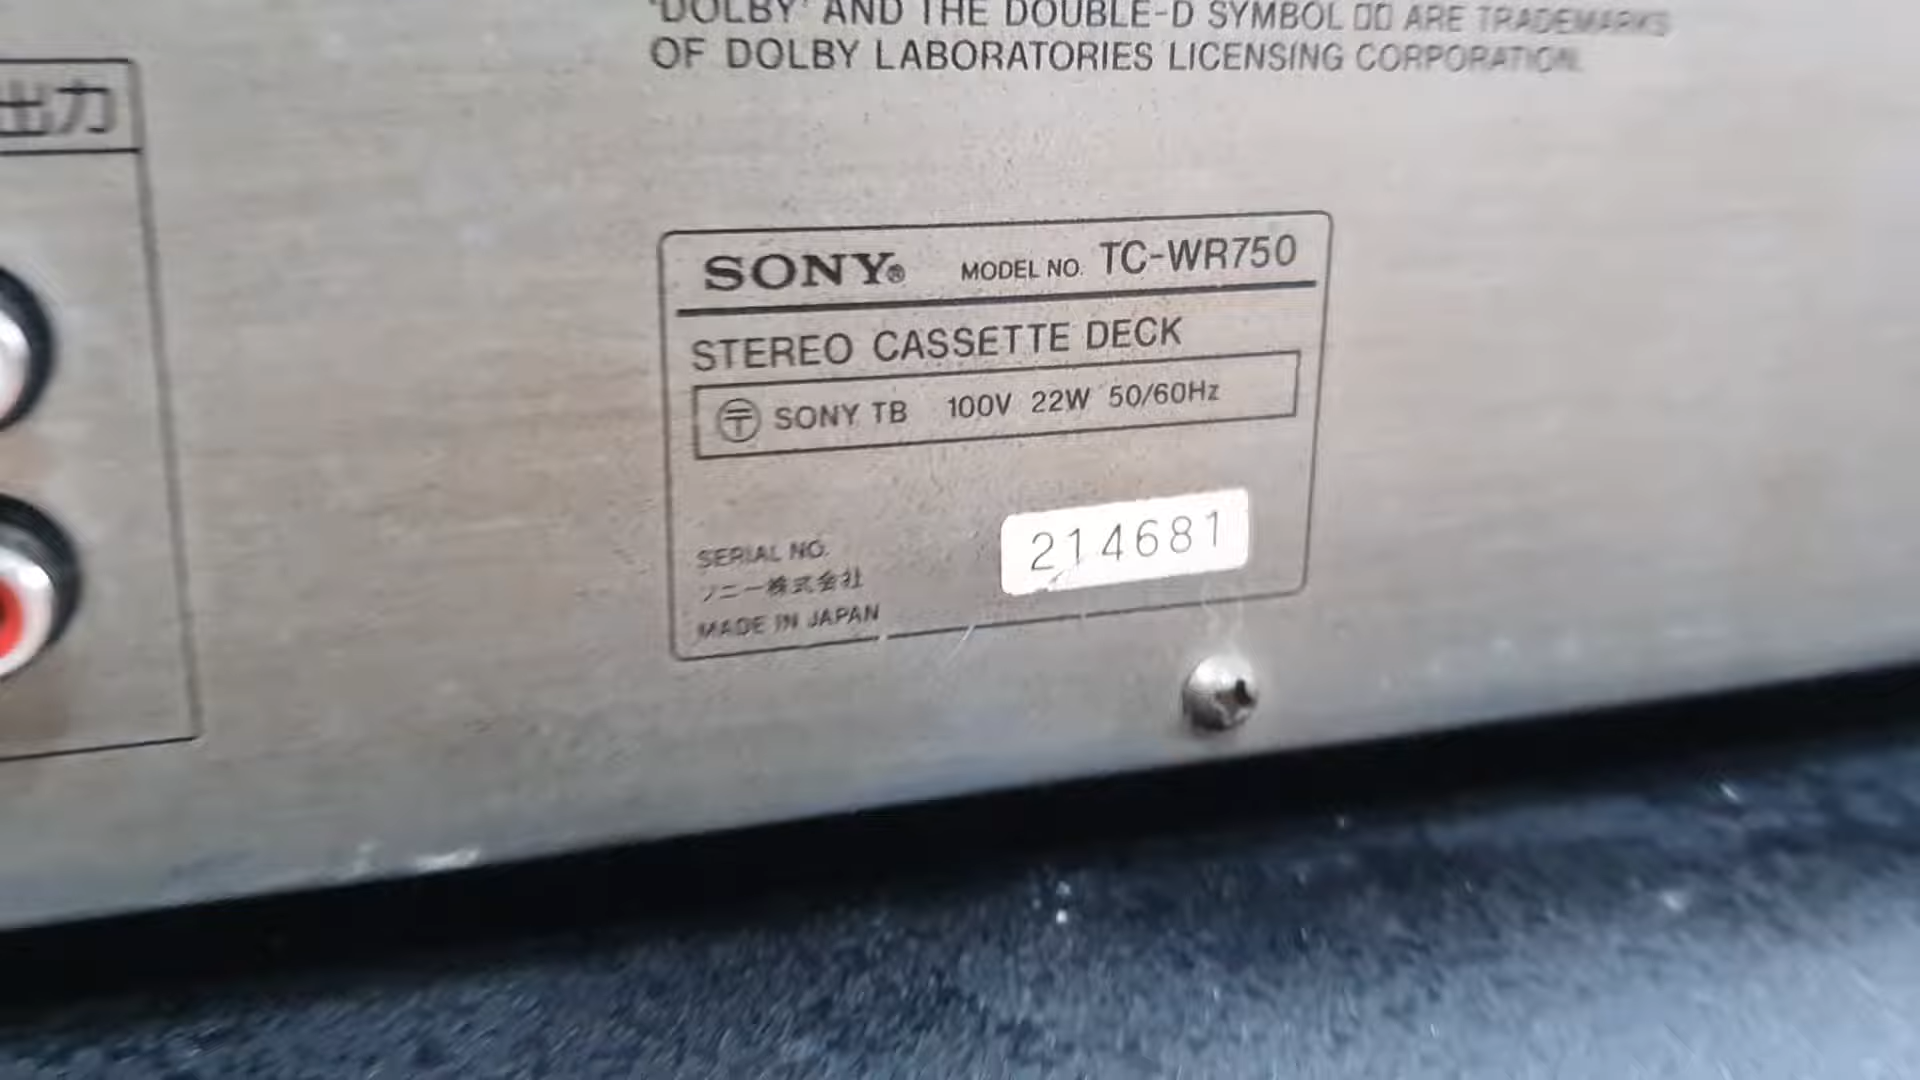 "DOLBY" AND THE DOUBLE-D SYMBOL ▯▯ ARE TRADEMARKS
OF DOLBY LABORATORIES LICENSING CORPORATION.
出力
SONY® MODEL NO. TC-WR750
STEREO CASSETTE DECK
〒 SONY TB 100V 22W 50/60Hz
SERIAL NO. 214681
ソニー株式会社
MADE IN JAPAN